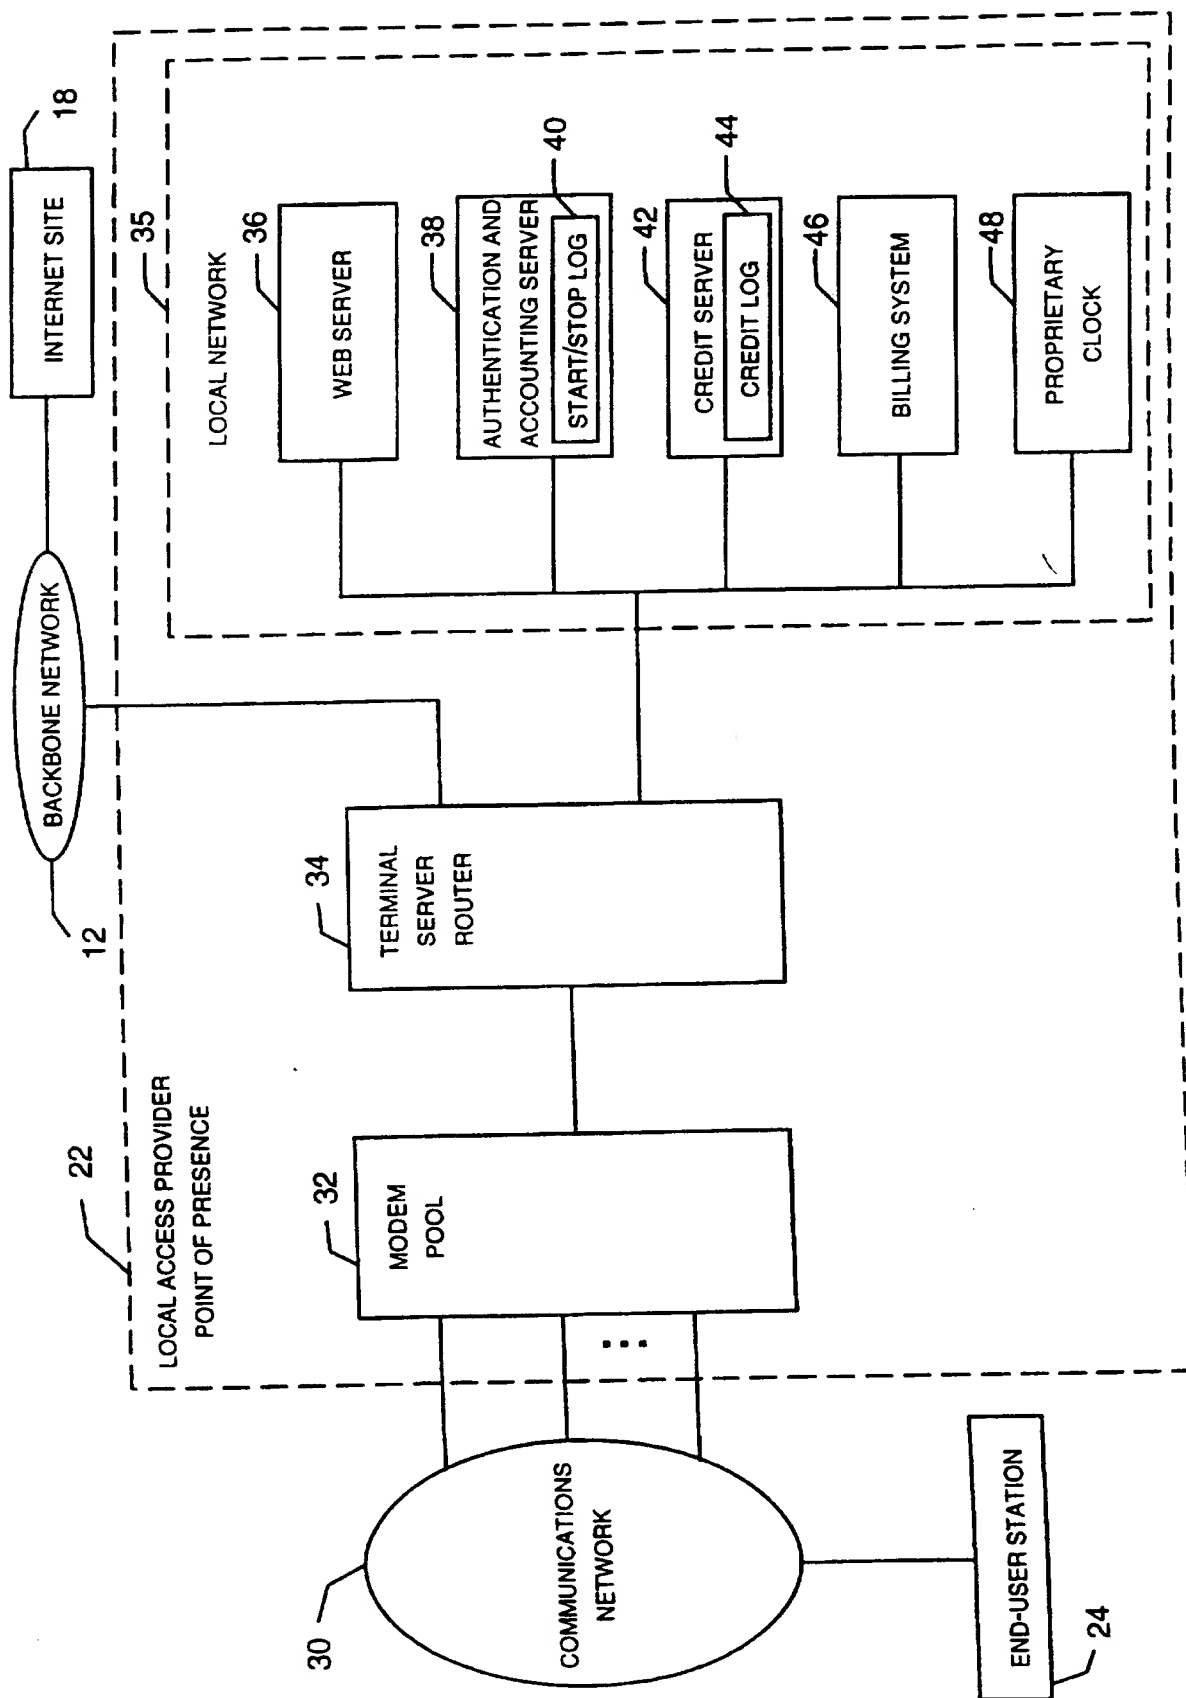 BACKBONE NETWORK
12
INTERNET SITE
18
22
LOCAL ACCESS PROVIDER
POINT OF PRESENCE
35
LOCAL NETWORK
30
COMMUNICATIONS
NETWORK
END-USER STATION
24
32
MODEM
POOL
34
TERMINAL
SERVER
ROUTER
36
WEB SERVER
38
AUTHENTICATION AND
ACCOUNTING SERVER
40
START/STOP LOG
42
CREDIT SERVER
44
CREDIT LOG
46
BILLING SYSTEM
48
PROPRIETARY
CLOCK